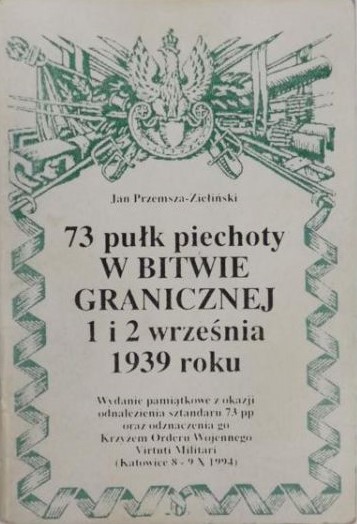 Jan Przemsza-Zieliński
73 pułk piechoty
W BITWIE
GRANICZNEJ
1 i 2 września
1939 roku
Wydanie pamiątkowe z okazji
odnalezienia sztandaru 73 pp
oraz odznaczenia go
Krzyżem Orderu Wojennego
Virtuti Militari
(Katowice 8 - 9 X 1994)